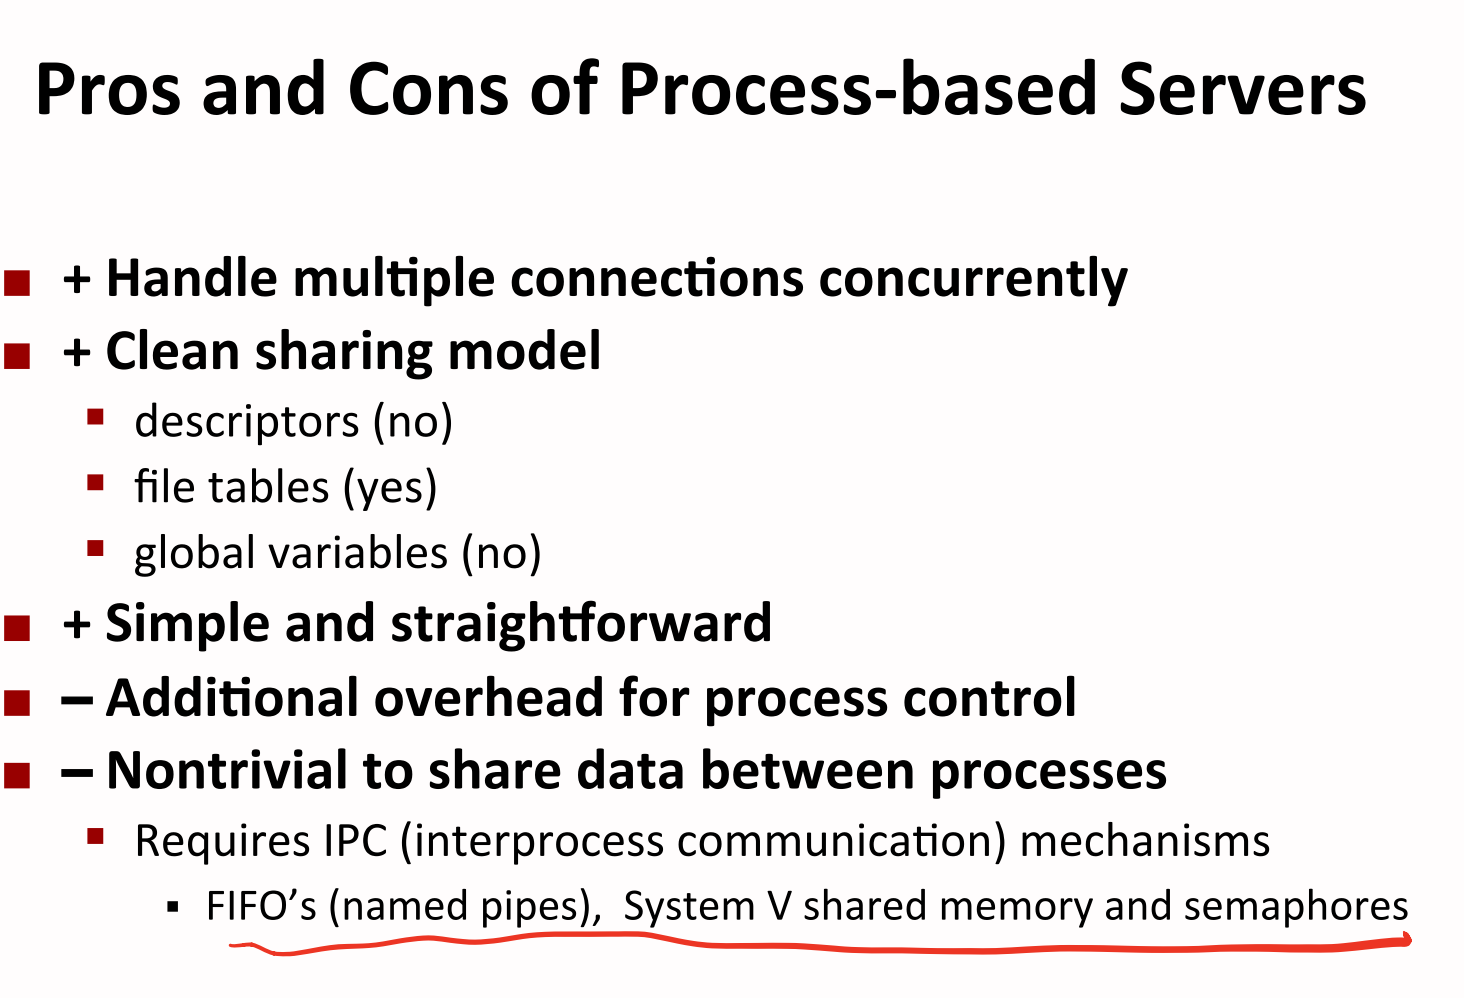 Pros and Cons of Process-based Servers
+ Handle multiple connections concurrently
+ Clean sharing model
descriptors (no)
file tables (yes)
global variables (no)
+ Simple and straightforward
– Additional overhead for process control
– Nontrivial to share data between processes
Requires IPC (interprocess communication) mechanisms
FIFO’s (named pipes), System V shared memory and semaphores